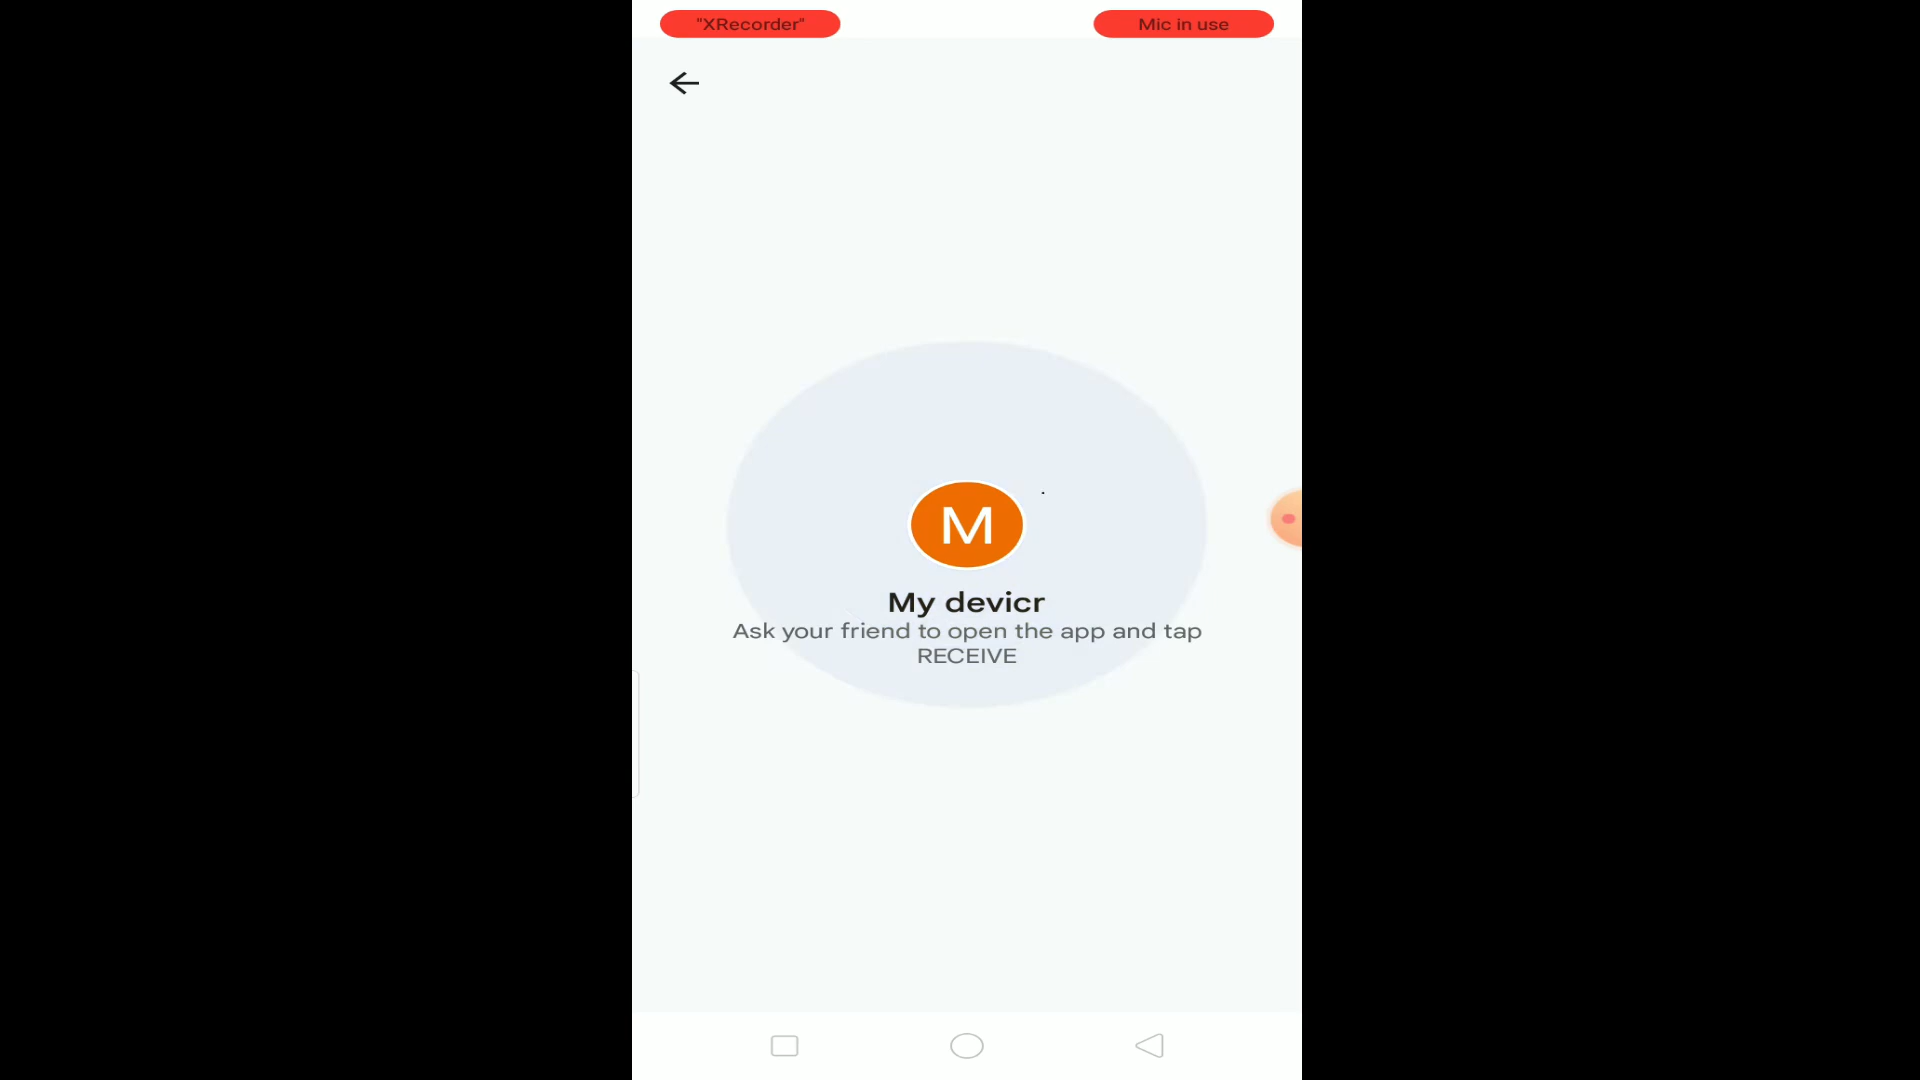 "XRecorder"
Mic in use
M
My devicr
Ask your friend to open the app and tap
RECEIVE